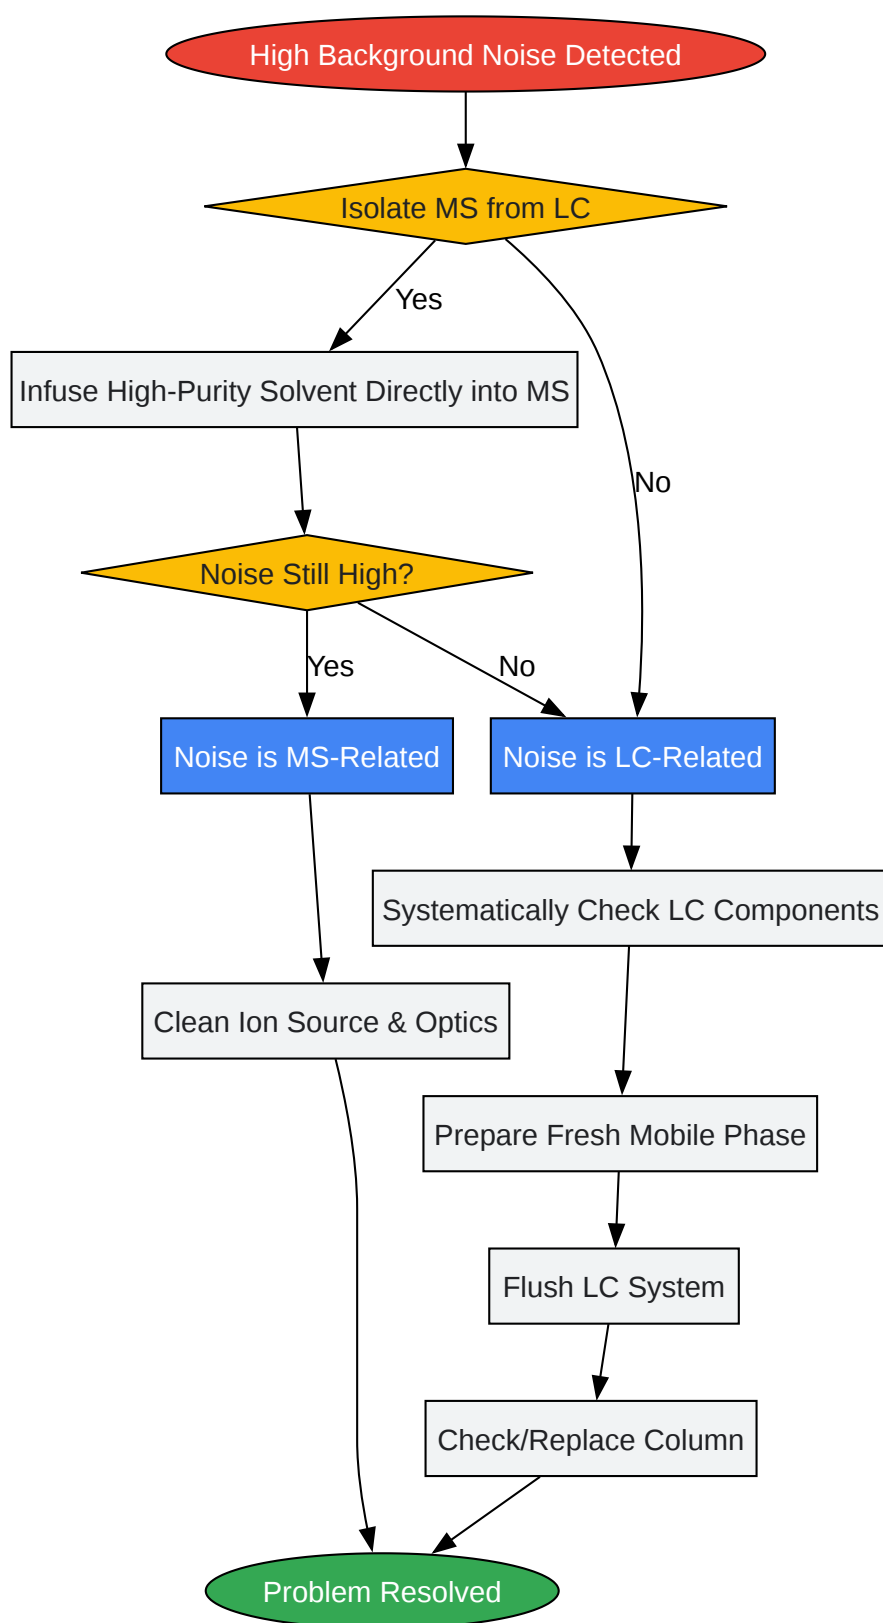 High Background Noise Detected
Isolate MS from LC
Yes
Infuse High-Purity Solvent Directly into MS
No
Noise Still High?
Yes
No
Noise is MS-Related
Noise is LC-Related
Systematically Check LC Components
Clean Ion Source & Optics
Prepare Fresh Mobile Phase
Flush LC System
Check/Replace Column
Problem Resolved